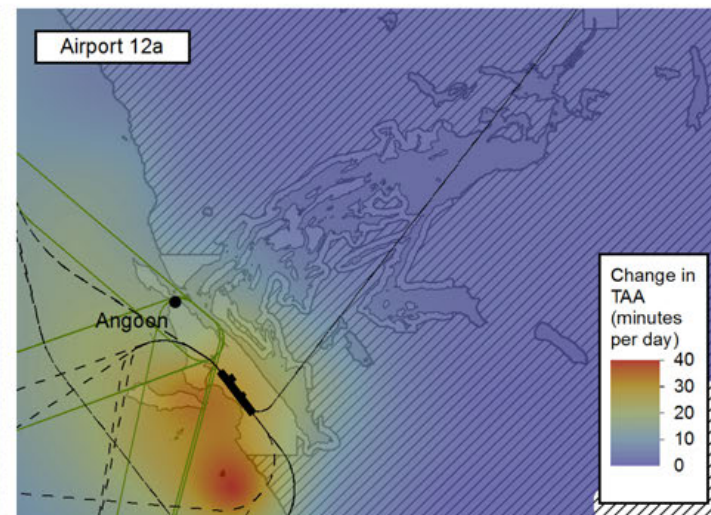 Airport 12a
Angoon
Change in
TAA
(minutes
per day)
40
30
20
10
0